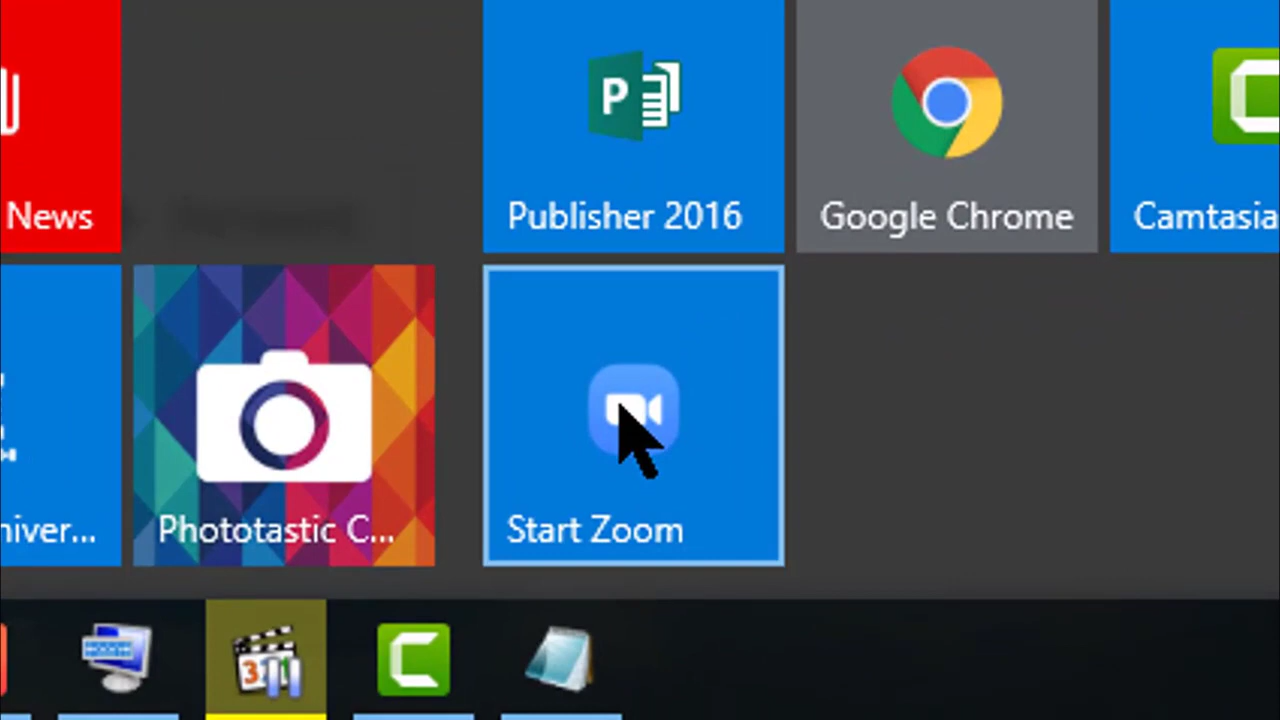 News
Publisher 2016
Google Chrome
Camtasia
niver...
Phototastic C...
Start Zoom